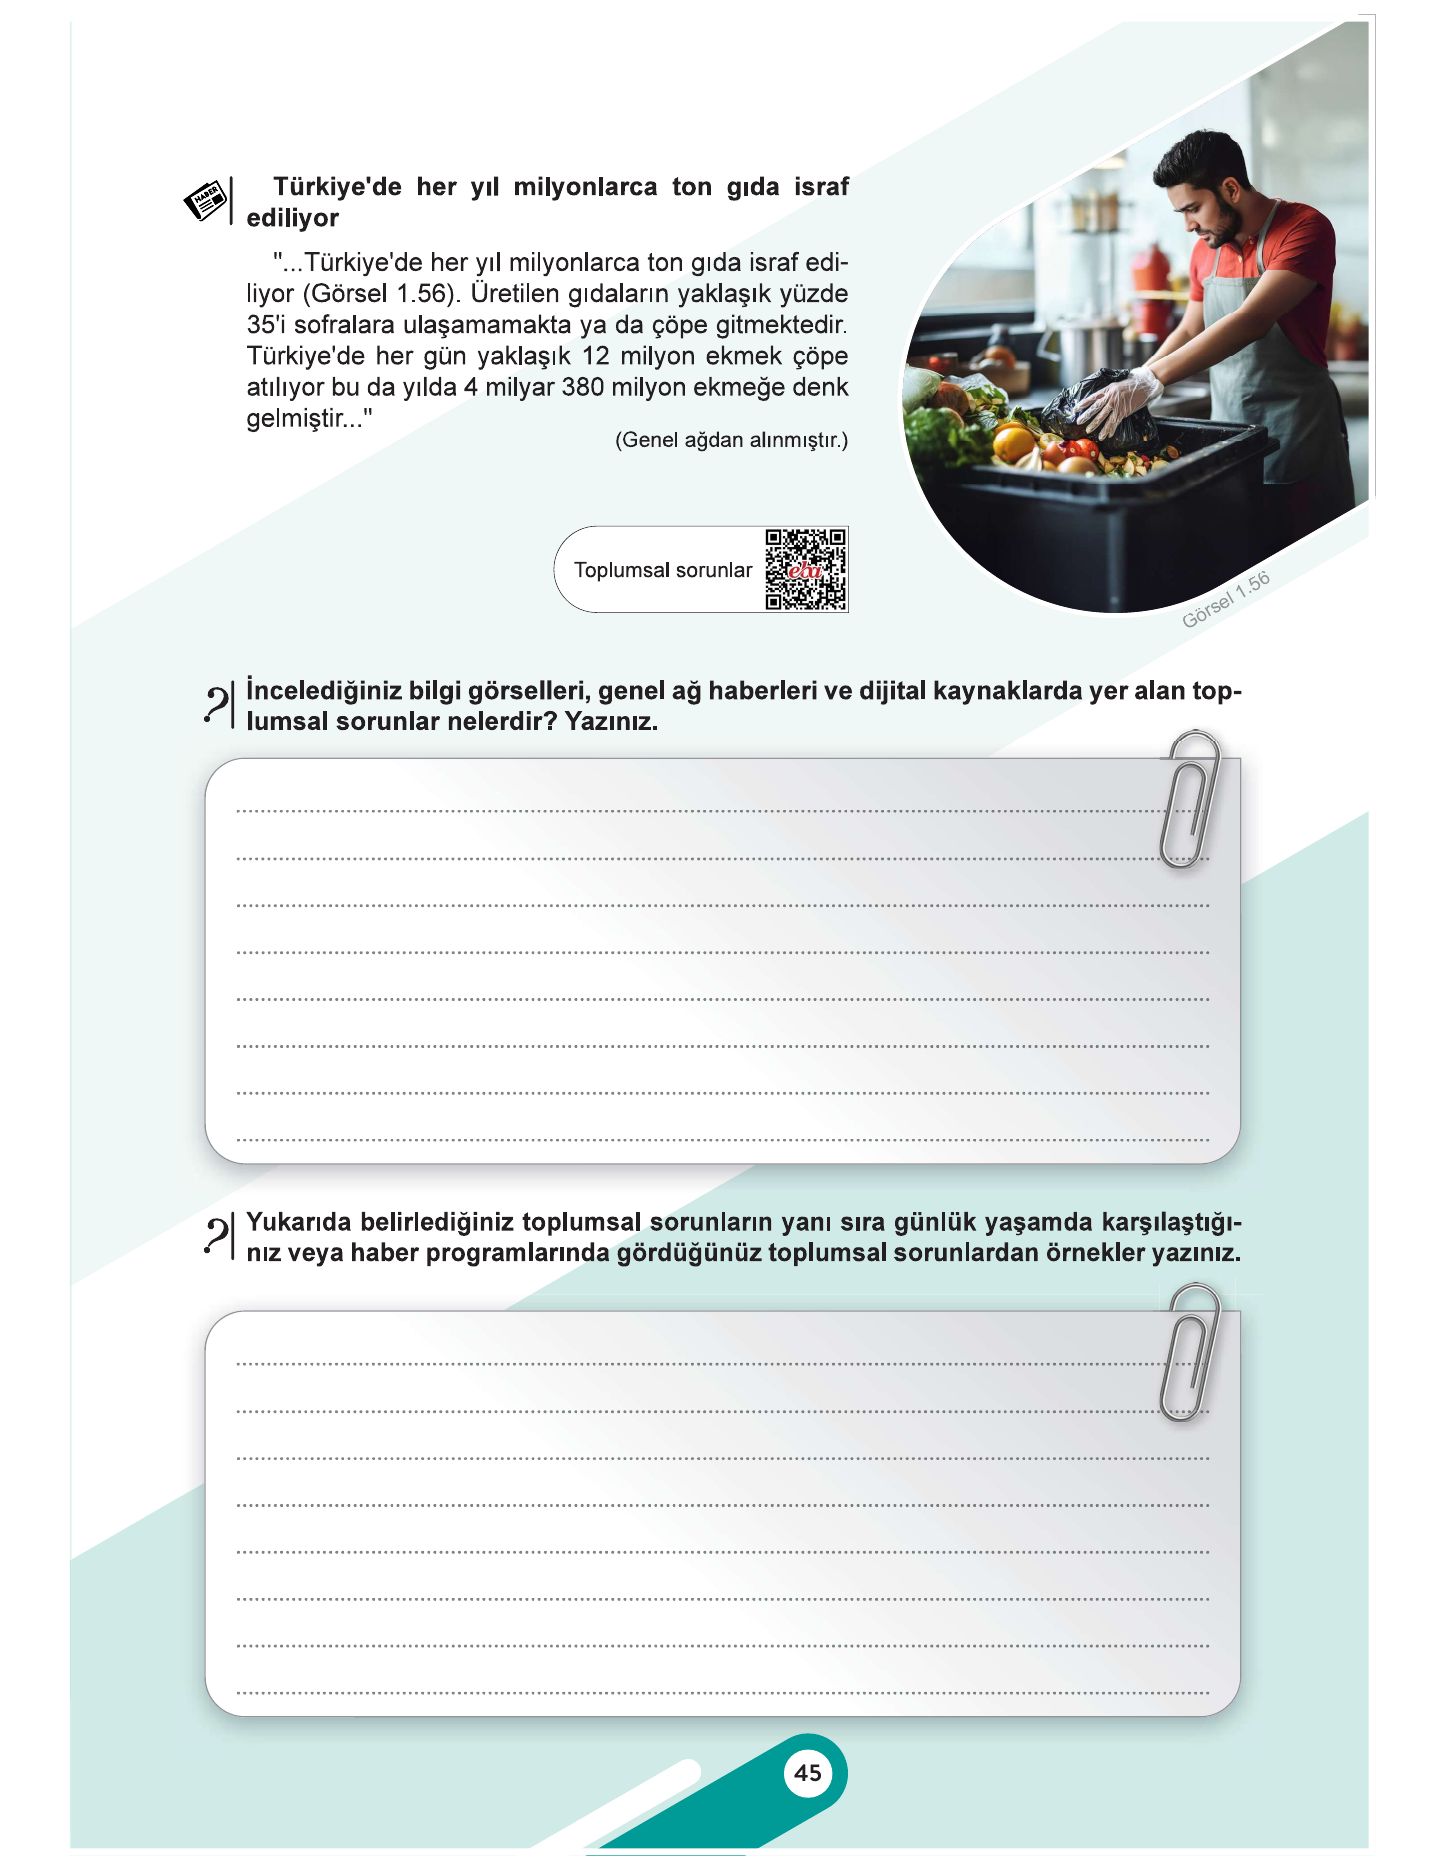 HABER
Türkiye'de her yıl milyonlarca ton gıda israf
ediliyor
"...Türkiye'de her yıl milyonlarca ton gıda israf edi-
liyor (Görsel 1.56). Üretilen gıdaların yaklaşık yüzde
35'i sofralara ulaşamamakta ya da çöpe gitmektedir.
Türkiye'de her gün yaklaşık 12 milyon ekmek çöpe
atılıyor bu da yılda 4 milyar 380 milyon ekmeğe denk
gelmiştir..."
(Genel ağdan alınmıştır.)
Toplumsal sorunlar
eba
Görsel 1.56
? İncelediğiniz bilgi görselleri, genel ağ haberleri ve dijital kaynaklarda yer alan top-
lumsal sorunlar nelerdir? Yazınız.
? Yukarıda belirlediğiniz toplumsal sorunların yanı sıra günlük yaşamda karşılaştığı-
nız veya haber programlarında gördüğünüz toplumsal sorunlardan örnekler yazınız.
45